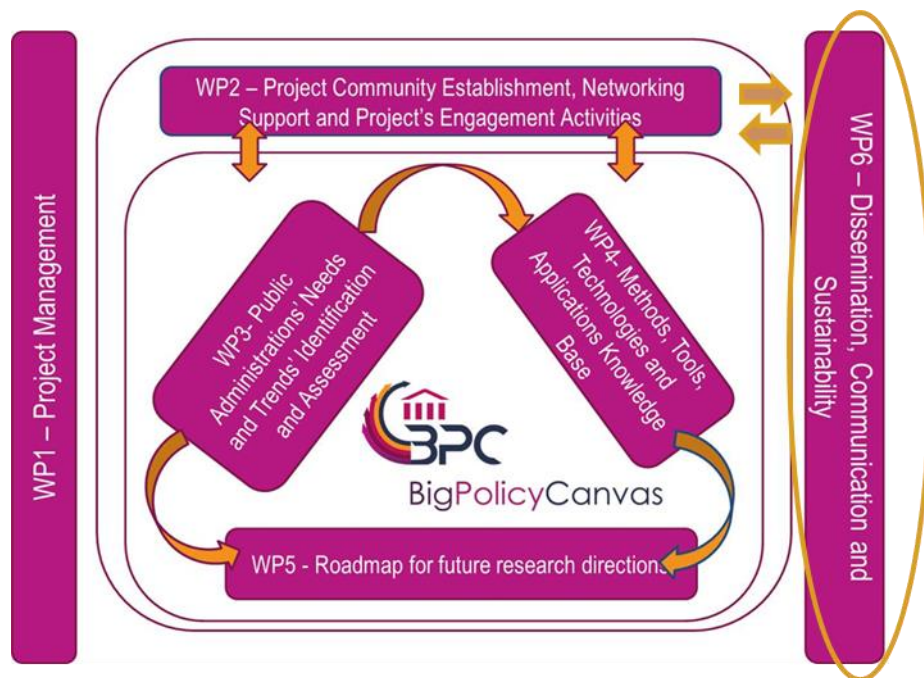 WP1 – Project Management
WP2 – Project Community Establishment, Networking
Support and Project's Engagement Activities
WP3- Public
Administrations' Needs
and Trends' Identification
and Assessment
WP4- Methods, Tools,
Technologies and
Applications Knowledge
Base
BPC
BigPolicyCanvas
WP5 - Roadmap for future research directions
WP6 – Dissemination, Communication and
Sustainability